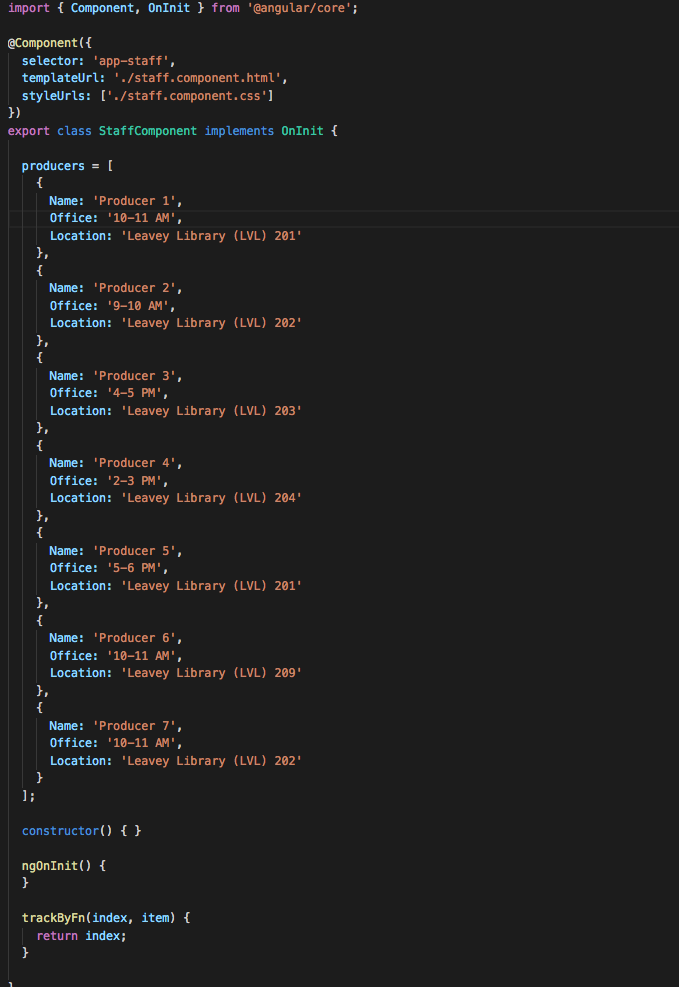 import { Component, OnInit } from '@angular/core';
@Component({
selector: 'app-staff',
templateUrl: './staff.component.html',
styleUrls: ['./staff.component.css']
})
export class StaffComponent implements OnInit {
producers = [
{
Name: 'Producer 1',
Office: '10-11 AM',
Location: 'Leavey Library (LVL) 201'
},
{
Name: 'Producer 2',
Office: '9-10 AM',
Location: 'Leavey Library (LVL) 202'
},
{
Name: 'Producer 3',
Office: '4-5 PM',
Location: 'Leavey Library (LVL) 203'
},
{
Name: 'Producer 4',
Office: '2-3 PM',
Location: 'Leavey Library (LVL) 204'
},
{
Name: 'Producer 5',
Office: '5-6 PM',
Location: 'Leavey Library (LVL) 201'
},
{
Name: 'Producer 6',
Office: '10-11 AM',
Location: 'Leavey Library (LVL) 209'
},
{
Name: 'Producer 7',
Office: '10-11 AM',
Location: 'Leavey Library (LVL) 202'
}
];
constructor() { }
ngOnInit() {
}
trackByFn(index, item) {
return index;
}
}